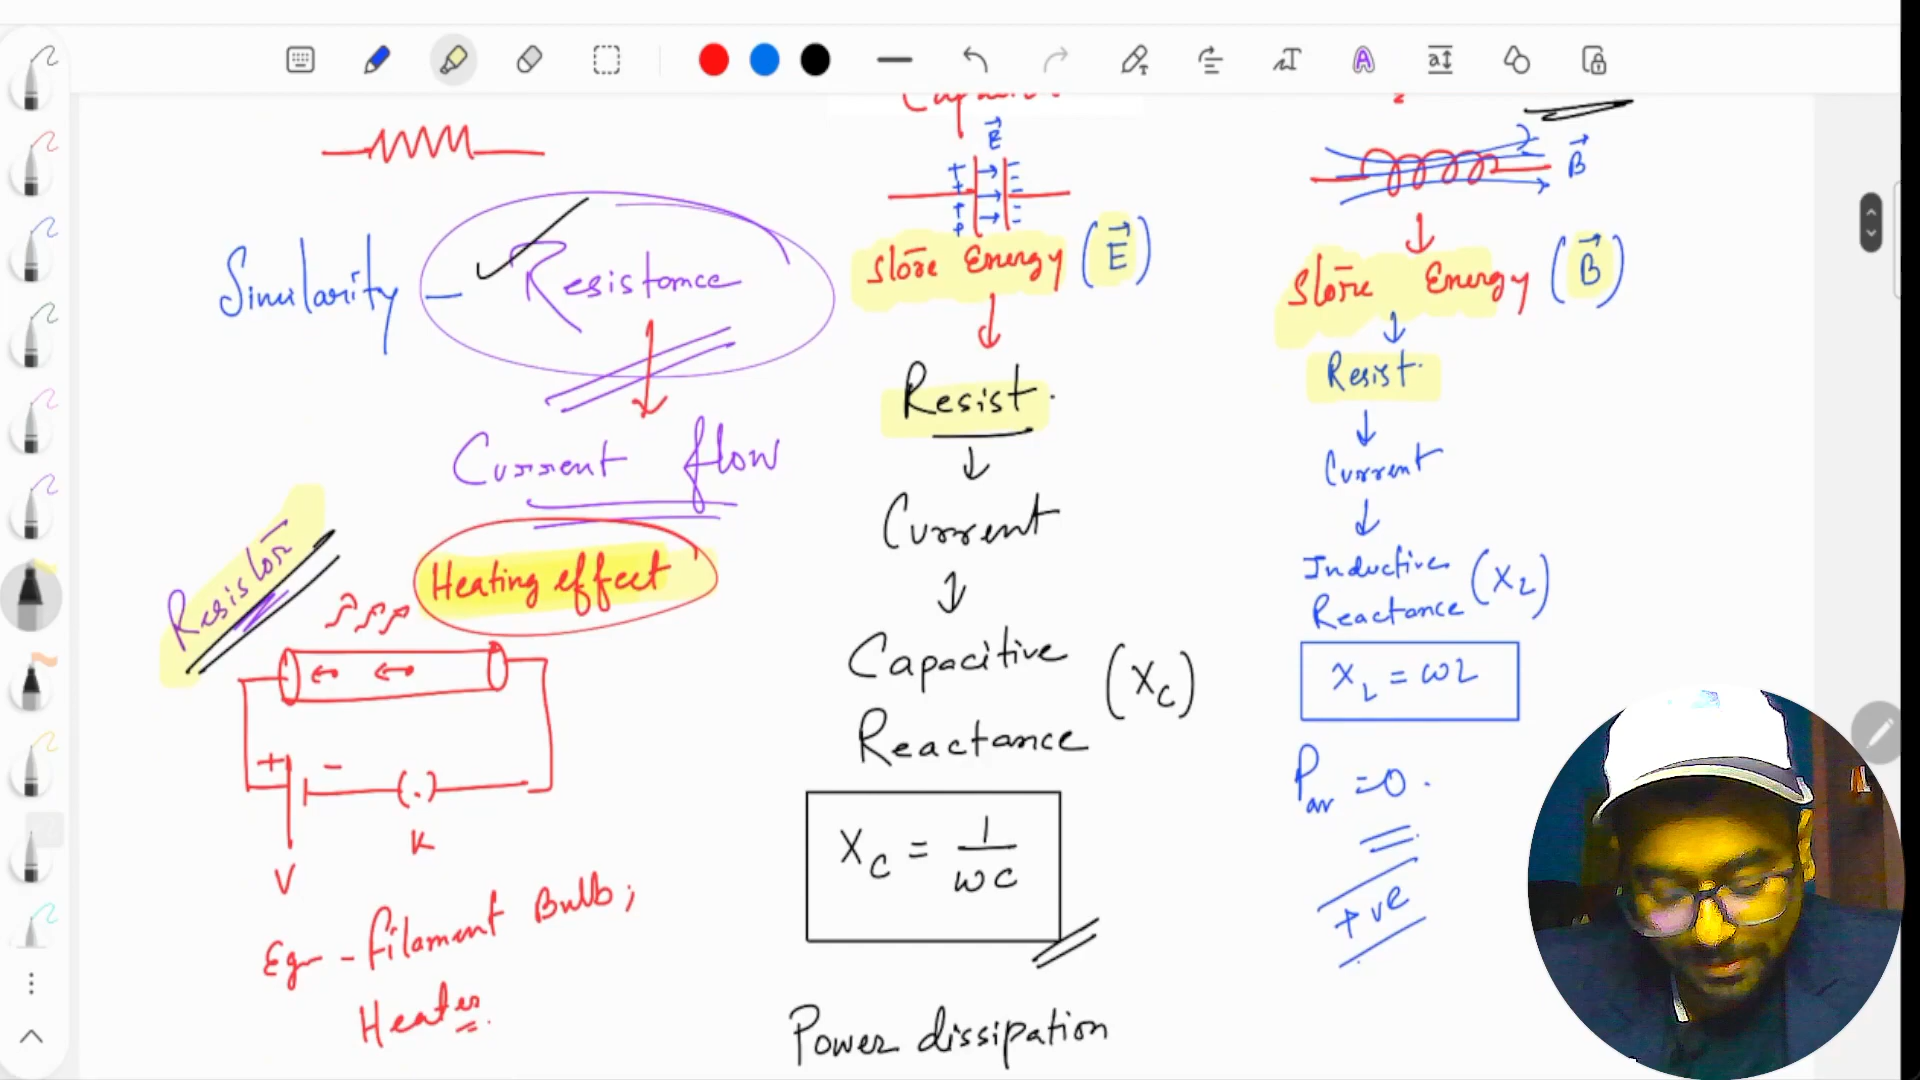 E
B
Similarity – Resistance
Current flow
Resistor
Heating effect
+ -
V
K
Eg - Filament Bulb,
Heater
+ -
+ -
+ -
Store Energy (E)
Resist.
Current
Capacitive
Reactance (Xc)
Xc = 1/ωc
Power dissipation
Store Energy (B)
Resist.
Current
Inductive
Reactance (XL)
XL = ωL
Pav = 0.
+ve